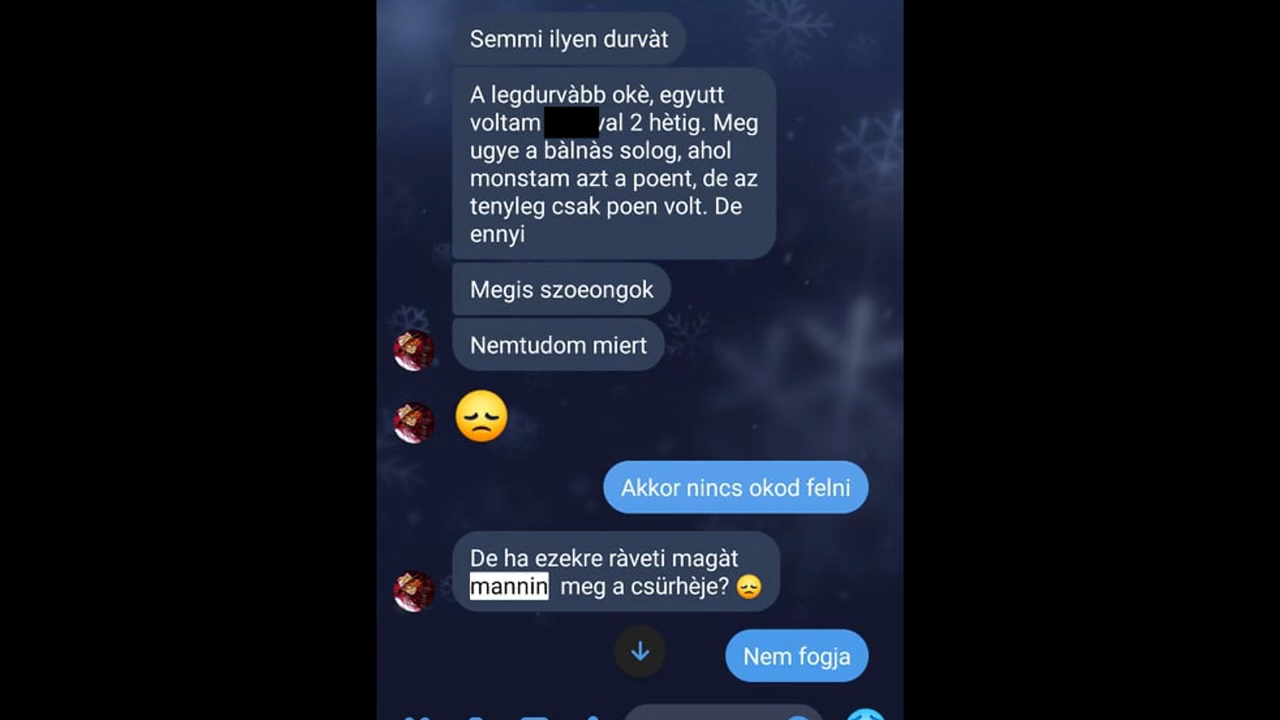 Semmi ilyen durvàt
A legdurvàbb okè, egyutt
voltam val 2 hètig. Meg
ugye a bàlnàs solog, ahol
monstam azt a poent, de az
tenyleg csak poen volt. De
ennyi
Megis szoeongok
Nemtudom miert
Akkor nincs okod felni
De ha ezekre ràveti magàt
mannin meg a csürhèje? 😞
Nem fogja